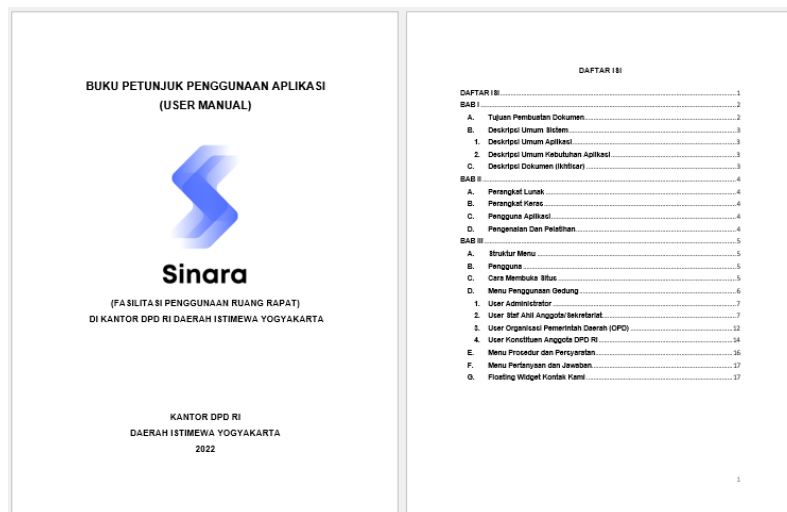 BUKU PETUNJUK PENGGUNAAN APLIKASI
(USER MANUAL)
Sinara
(FASILITASI PENGGUNAAN RUANG RAPAT)
DI KANTOR DPD RI DAERAH ISTIMEWA YOGYAKARTA
KANTOR DPD RI
DAERAH ISTIMEWA YOGYAKARTA
2022
DAFTAR ISI
DAFTAR ISI 1
BAB I 2
A. Tujuan Pembuatan Dokumen 2
B. Deskripsi Umum Sistem 3
1. Deskripsi Umum Aplikasi 3
2. Deskripsi Umum Kebutuhan Aplikasi 3
C. Deskripsi Dokumen (Ikhtisar) 3
BAB II 4
A. Perangkat Lunak 4
B. Perangkat Keras 4
C. Pengguna Aplikasi 4
D. Pengenalan Dan Pelatihan 4
BAB III 5
A. Struktur Menu 5
B. Pengguna 5
C. Cara Membuka Situs 5
D. Menu Penggunaan Gedung 6
1. User Administrator 7
2. User Staf Ahli Anggota/Sekretariat 7
3. User Organisasi Pemerintah Daerah (OPD) 12
4. User Konstituen Anggota DPD RI 14
E. Menu Prosedur dan Persyaratan 16
F. Menu Pertanyaan dan Jawaban 17
G. Floating Widget Kontak Kami 17
1